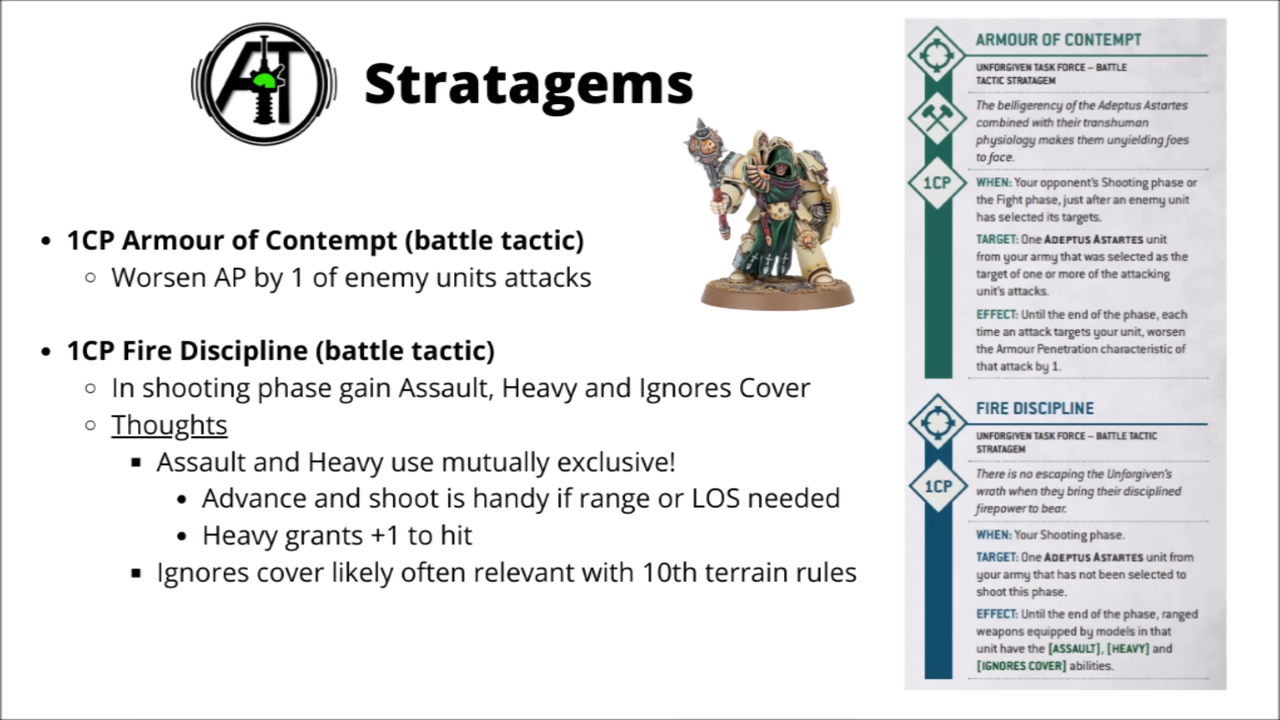 AT
Stratagems
• 1CP Armour of Contempt (battle tactic)
○ Worsen AP by 1 of enemy units attacks
• 1CP Fire Discipline (battle tactic)
○ In shooting phase gain Assault, Heavy and Ignores Cover
○ Thoughts
▪ Assault and Heavy use mutually exclusive!
• Advance and shoot is handy if range or LOS needed
• Heavy grants +1 to hit
▪ Ignores cover likely often relevant with 10th terrain rules
ARMOUR OF CONTEMPT
UNFORGIVEN TASK FORCE – BATTLE
TACTIC STRATAGEM
The belligerency of the Adeptus Astartes
combined with their transhuman
physiology makes them unyielding foes
to face.
1CP
WHEN: Your opponent's Shooting phase or
the Fight phase, just after an enemy unit
has selected its targets.
TARGET: One ADEPTUS ASTARTES unit
from your army that was selected as the
target of one or more of the attacking
unit's attacks.
EFFECT: Until the end of the phase, each
time an attack targets your unit, worsen
the Armour Penetration characteristic of
that attack by 1.
FIRE DISCIPLINE
UNFORGIVEN TASK FORCE – BATTLE TACTIC
STRATAGEM
1CP
There is no escaping the Unforgiven's
wrath when they bring their disciplined
firepower to bear.
WHEN: Your Shooting phase.
TARGET: One ADEPTUS ASTARTES unit from
your army that has not been selected to
shoot this phase.
EFFECT: Until the end of the phase, ranged
weapons equipped by models in that
unit have the [ASSAULT], [HEAVY] and
[IGNORES COVER] abilities.